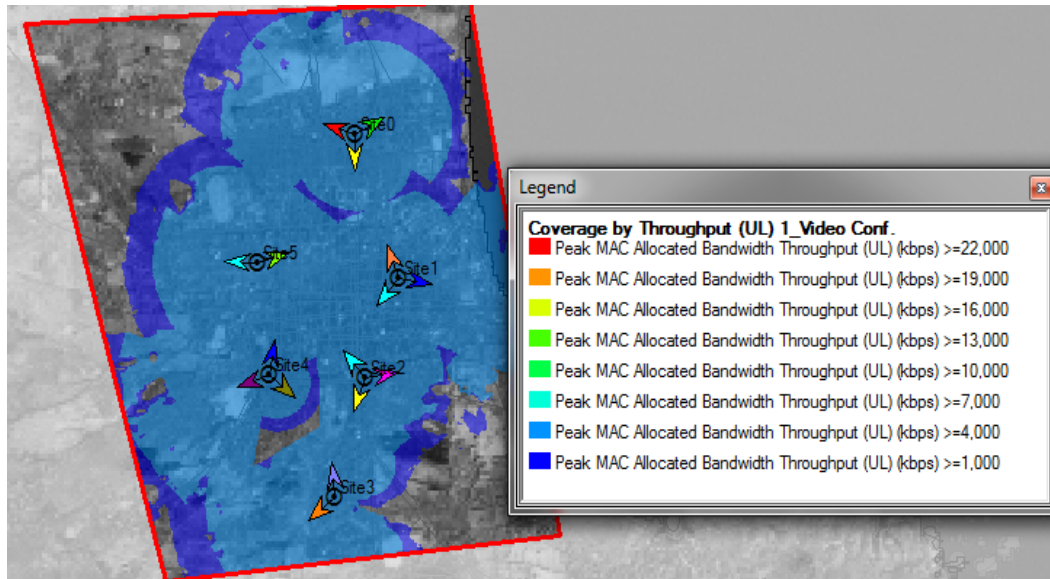 Site0
Site5
Site1
Site4
Site2
Site3
Legend
x
Coverage by Throughput (UL) 1_Video Conf.
Peak MAC Allocated Bandwidth Throughput (UL) (kbps) >=22,000
Peak MAC Allocated Bandwidth Throughput (UL) (kbps) >=19,000
Peak MAC Allocated Bandwidth Throughput (UL) (kbps) >=16,000
Peak MAC Allocated Bandwidth Throughput (UL) (kbps) >=13,000
Peak MAC Allocated Bandwidth Throughput (UL) (kbps) >=10,000
Peak MAC Allocated Bandwidth Throughput (UL) (kbps) >=7,000
Peak MAC Allocated Bandwidth Throughput (UL) (kbps) >=4,000
Peak MAC Allocated Bandwidth Throughput (UL) (kbps) >=1,000